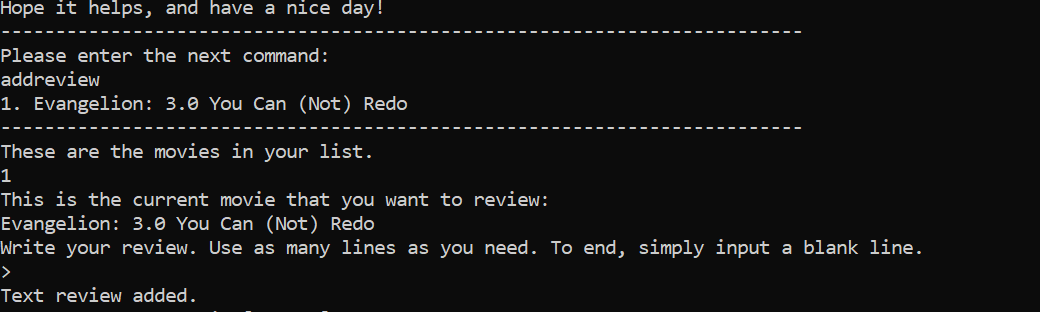 Hope it helps, and have a nice day!
-------------------------------------------------------------------------
Please enter the next command:
addreview
1. Evangelion: 3.0 You Can (Not) Redo
-------------------------------------------------------------------------
These are the movies in your list.
1
This is the current movie that you want to review:
Evangelion: 3.0 You Can (Not) Redo
Write your review. Use as many lines as you need. To end, simply input a blank line.
>
Text review added.